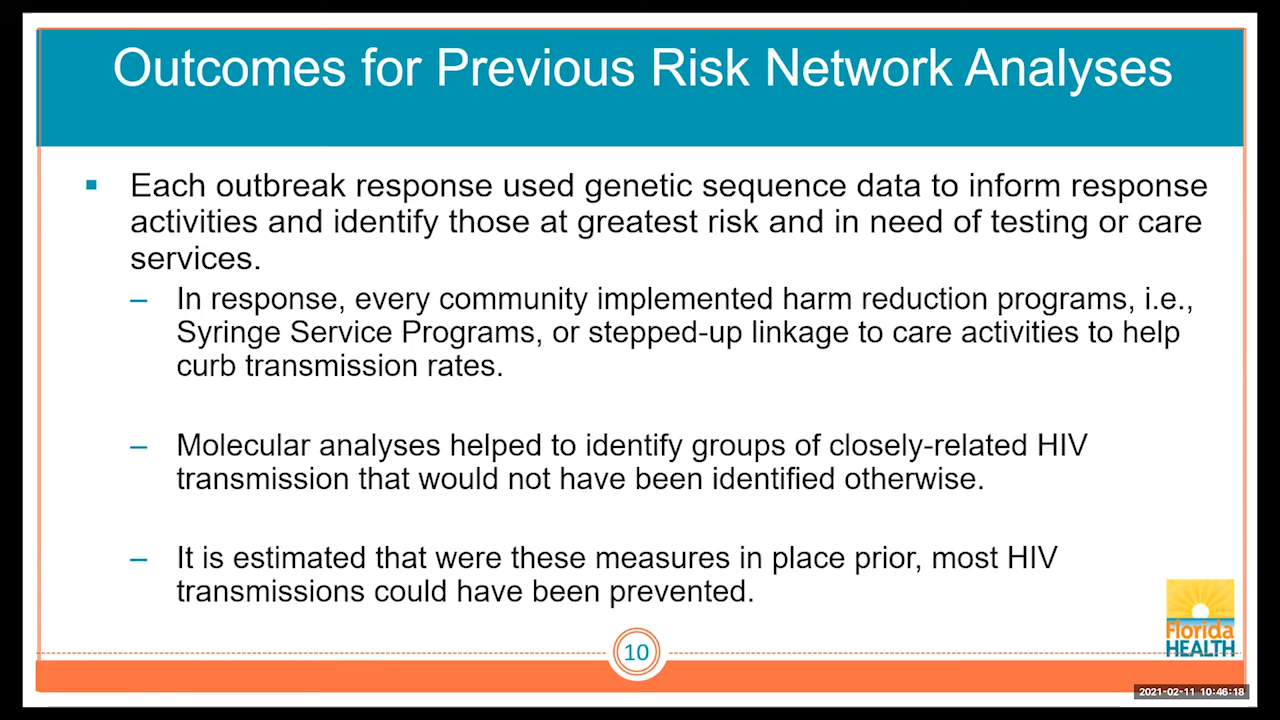 Outcomes for Previous Risk Network Analyses
Each outbreak response used genetic sequence data to inform response
activities and identify those at greatest risk and in need of testing or care
services.
– In response, every community implemented harm reduction programs, i.e.,
Syringe Service Programs, or stepped-up linkage to care activities to help
curb transmission rates.
– Molecular analyses helped to identify groups of closely-related HIV
transmission that would not have been identified otherwise.
– It is estimated that were these measures in place prior, most HIV
transmissions could have been prevented.
Florida
HEALTH
10
2021-02-11 10:46:18